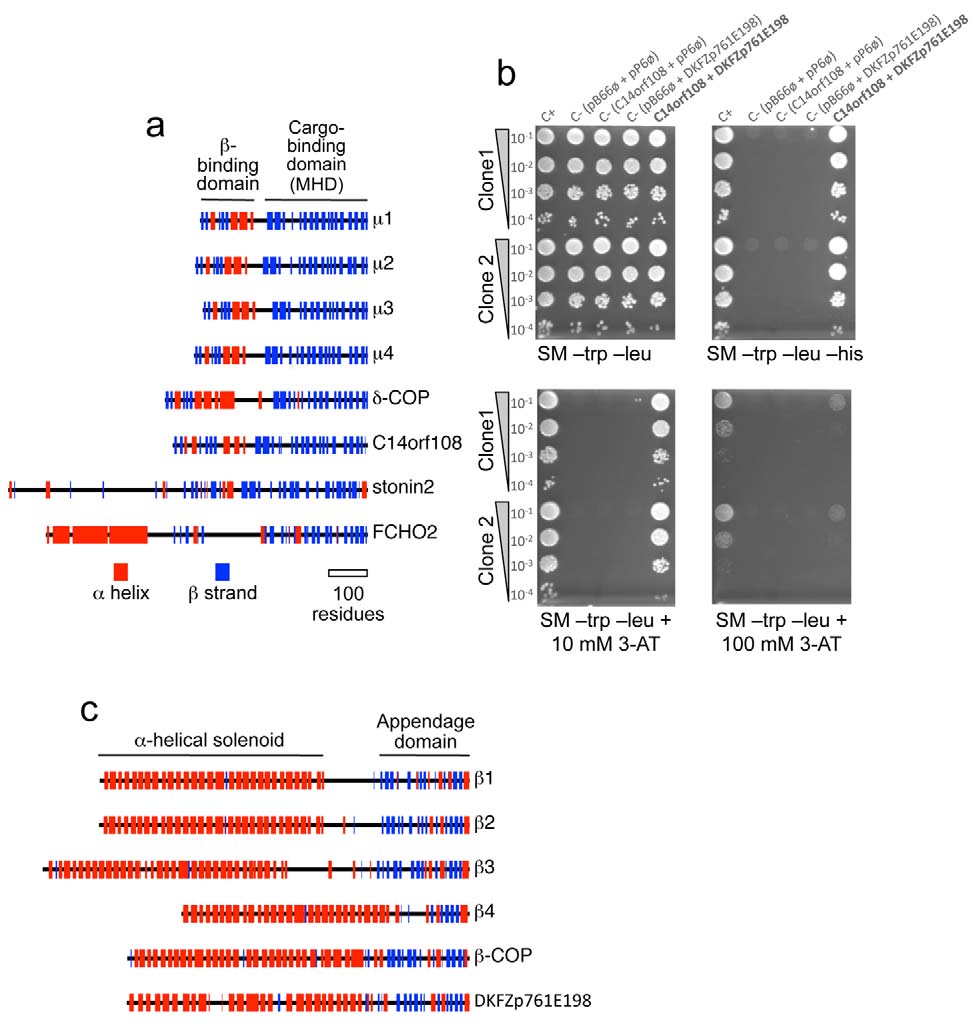 a
β-
binding
domain
Cargo-
binding
domain
(MHD)
μ1
μ2
μ3
μ4
δ-COP
C14orf108
stonin2
FCHO2
α helix
β strand
100
residues
b
C+
C- (pB66ø + pP6ø)
C- (C14orf108 + pP6ø)
C- (pB66ø + DKFZp761E198)
C14orf108 + DKFZp761E198
C+
C- (pB66ø + pP6ø)
C- (C14orf108 + pP6ø)
C- (pB66ø + DKFZp761E198)
C14orf108 + DKFZp761E198
Clone1
10-1
10-2
10-3
10-4
Clone 2
10-1
10-2
10-3
10-4
SM –trp –leu
SM –trp –leu –his
Clone1
10-1
10-2
10-3
10-4
Clone 2
10-1
10-2
10-3
10-4
SM –trp –leu +
10 mM 3-AT
SM –trp –leu +
100 mM 3-AT
c
α-helical solenoid
Appendage
domain
β1
β2
β3
β4
β-COP
DKFZp761E198